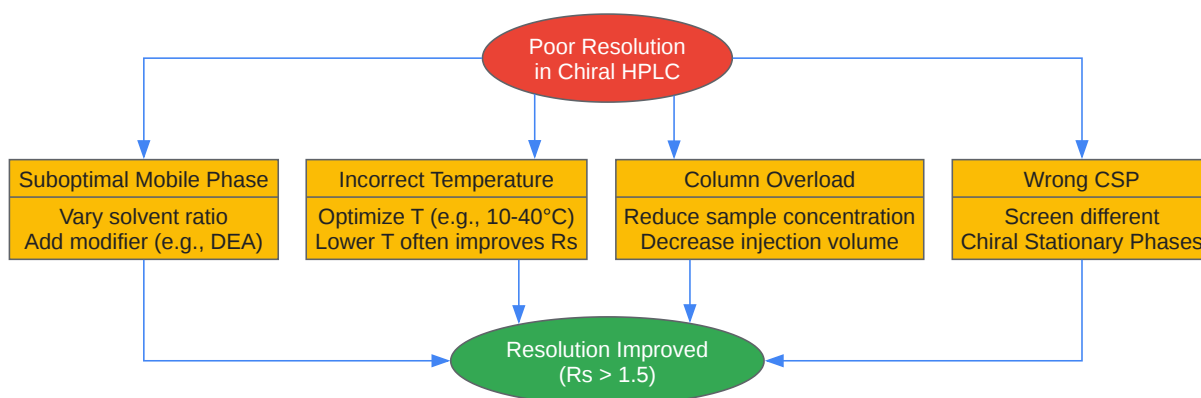 Poor Resolution
in Chiral HPLC
Suboptimal Mobile Phase
Vary solvent ratio
Add modifier (e.g., DEA)
Incorrect Temperature
Optimize T (e.g., 10-40°C)
Lower T often improves Rs
Column Overload
Reduce sample concentration
Decrease injection volume
Wrong CSP
Screen different
Chiral Stationary Phases
Resolution Improved
(Rs > 1.5)